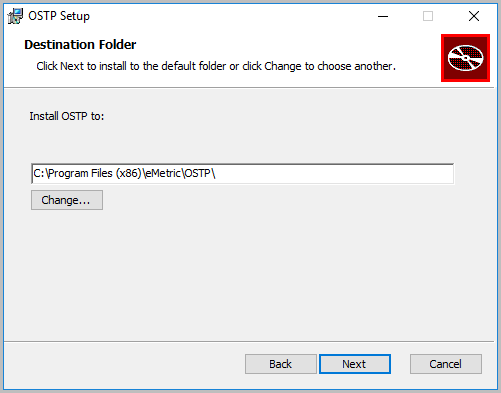 OSTP Setup
Destination Folder
Click Next to install to the default folder or click Change to choose another.
Install OSTP to:
C:\Program Files (x86)\eMetric\OSTP\
Change...
Back
Next
Cancel